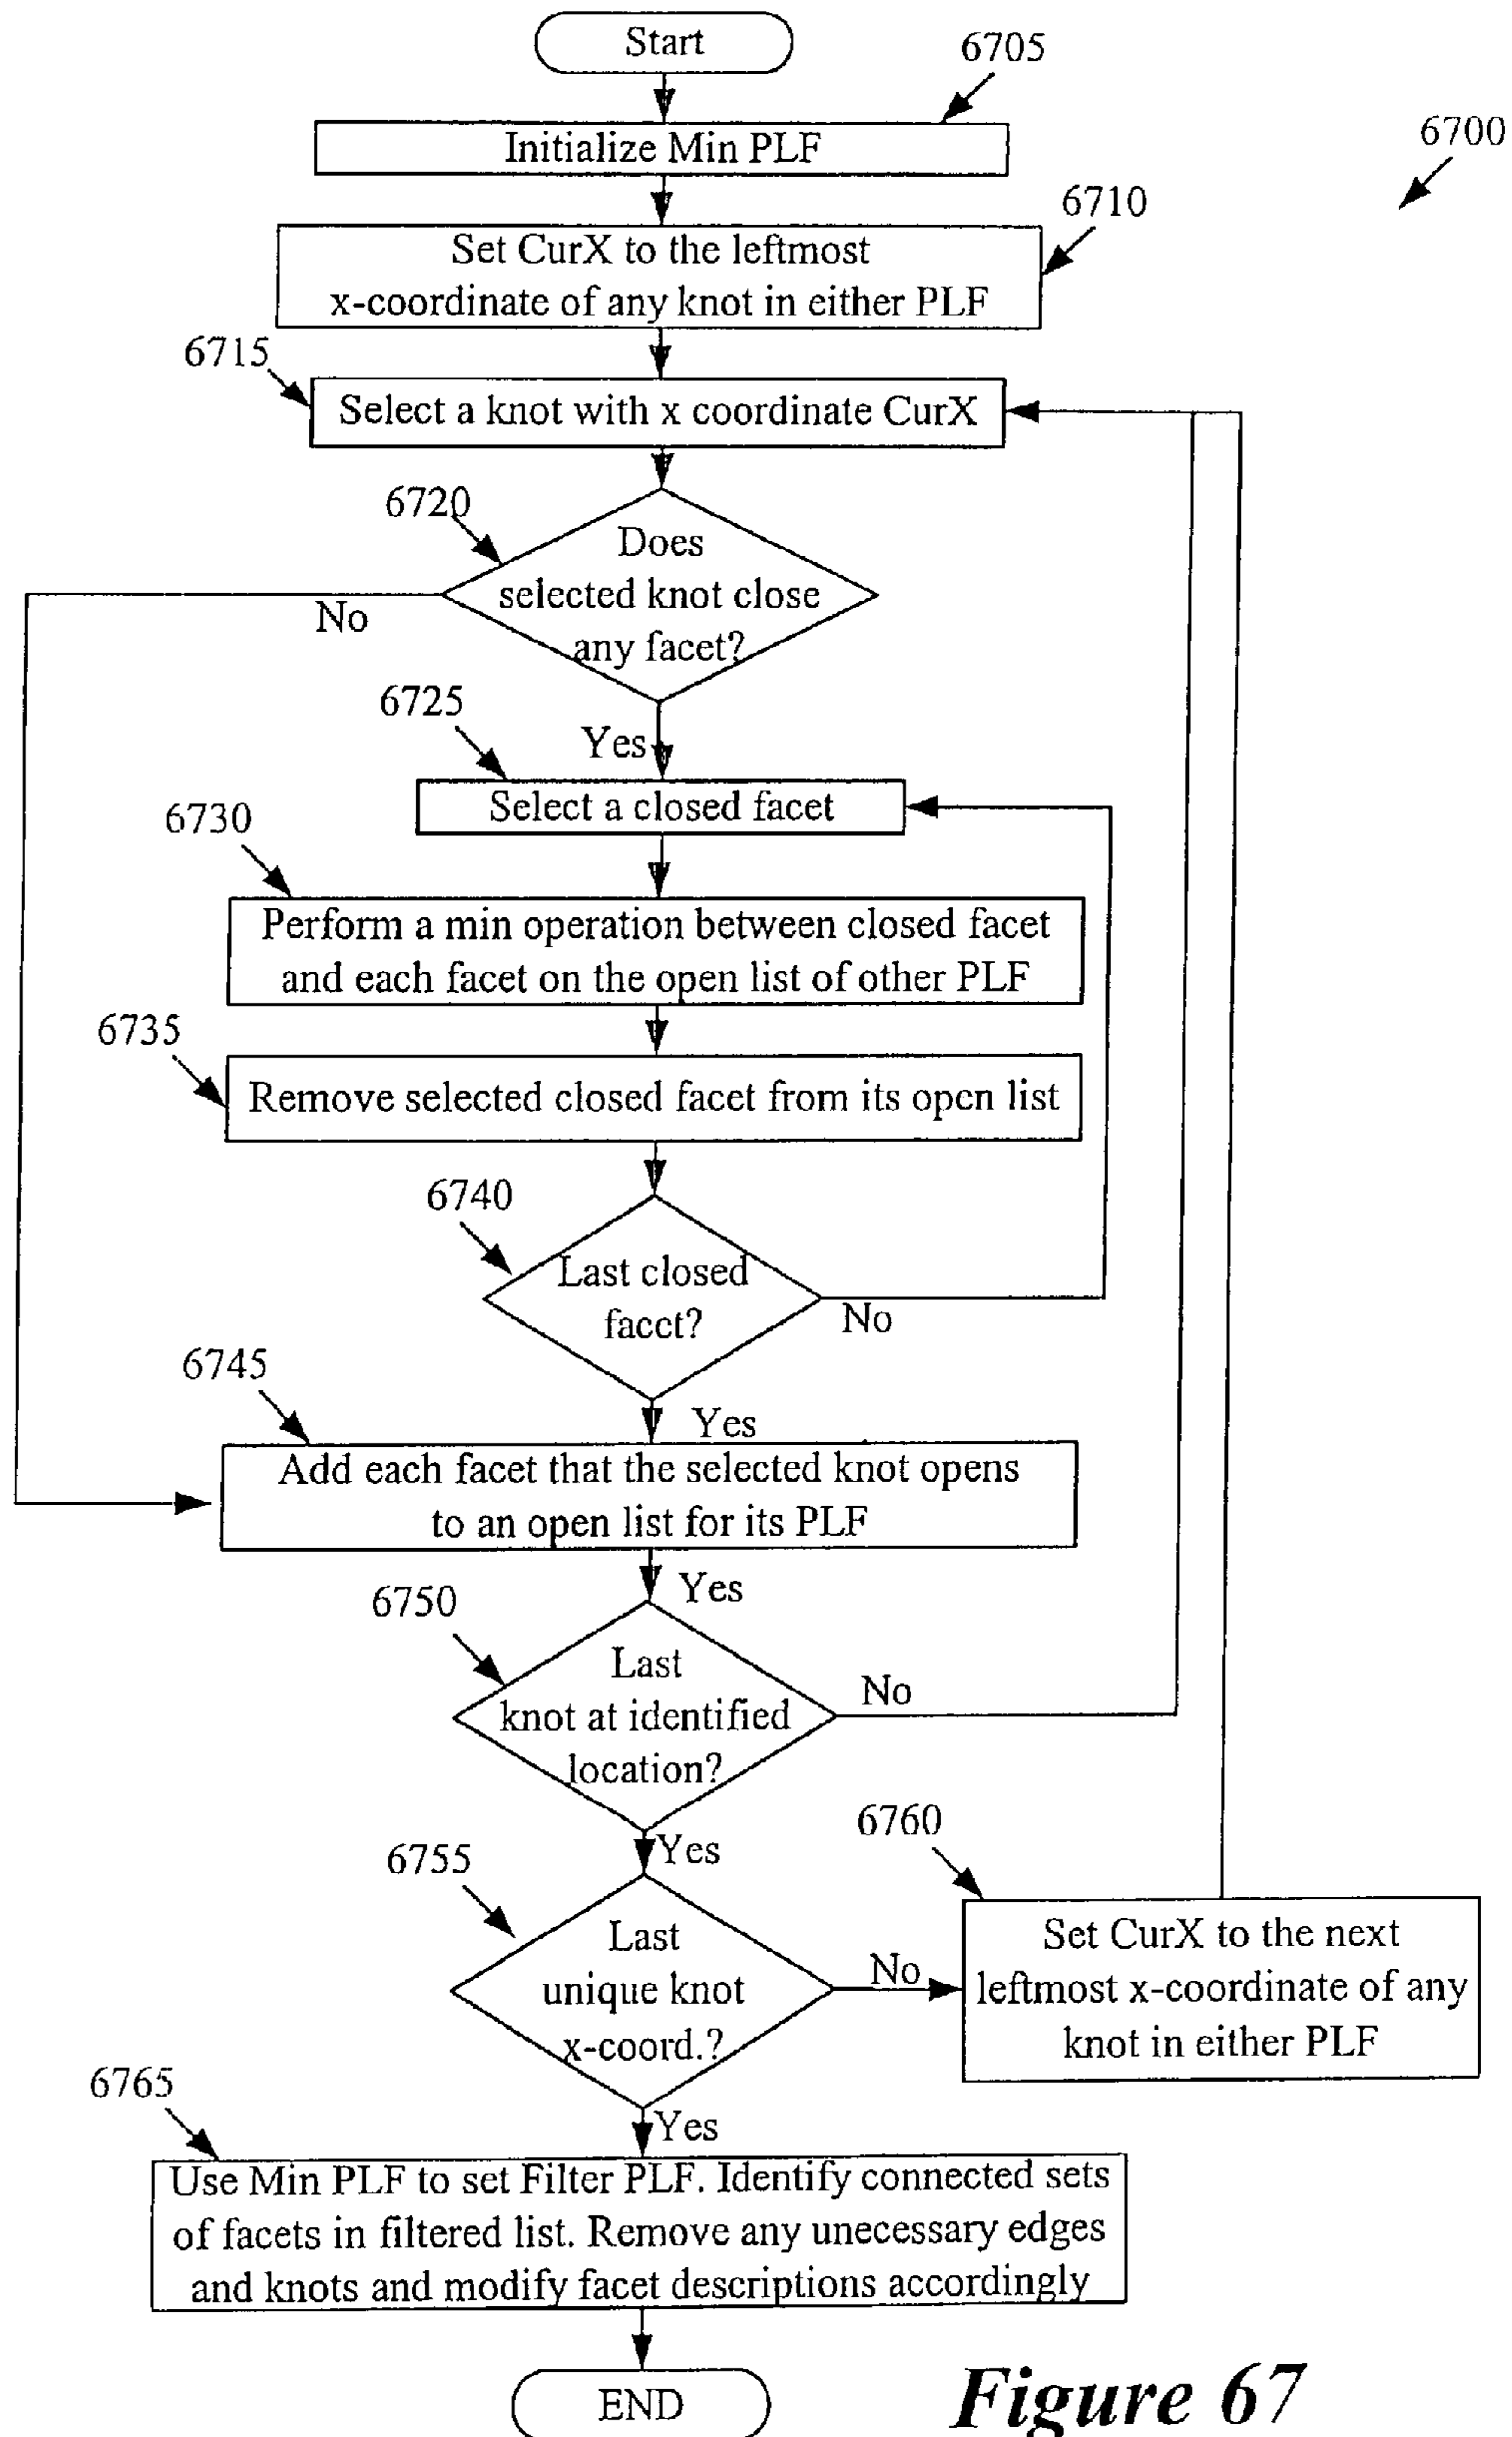 Start
6705
Initialize Min PLF
6700
6710
Set CurX to the leftmost
x-coordinate of any knot in either PLF
6715
Select a knot with x coordinate CurX
6720
Does
selected knot close
any facet?
No
6725
Yes
Select a closed facet
6730
Perform a min operation between closed facet
and each facet on the open list of other PLF
6735
Remove selected closed facet from its open list
6740
Last closed
facet?
No
6745
Yes
Add each facet that the selected knot opens
to an open list for its PLF
Yes
6750
Last
knot at identified
location?
No
Yes
6755
6760
Last
unique knot
x-coord.?
No
Set CurX to the next
leftmost x-coordinate of any
knot in either PLF
6765
Yes
Use Min PLF to set Filter PLF. Identify connected sets
of facets in filtered list. Remove any unecessary edges
and knots and modify facet descriptions accordingly
END
Figure 67